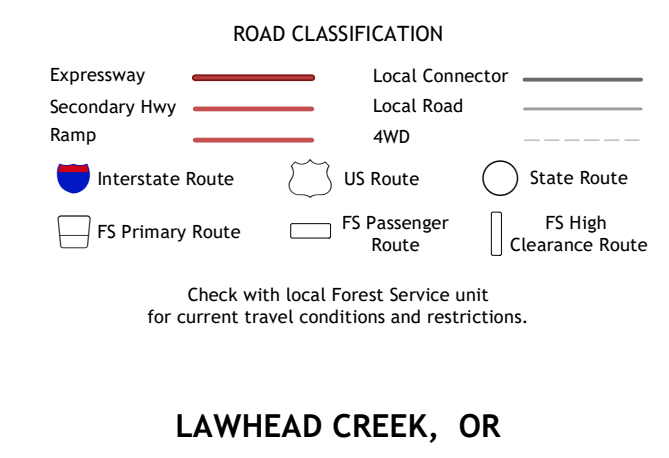 ROAD CLASSIFICATION
Expressway
Local Connector
Secondary Hwy
Local Road
Ramp
4WD
Interstate Route
US Route
State Route
FS Primary Route
FS Passenger
Route
FS High
Clearance Route
Check with local Forest Service unit
for current travel conditions and restrictions.
LAWHEAD CREEK, OR